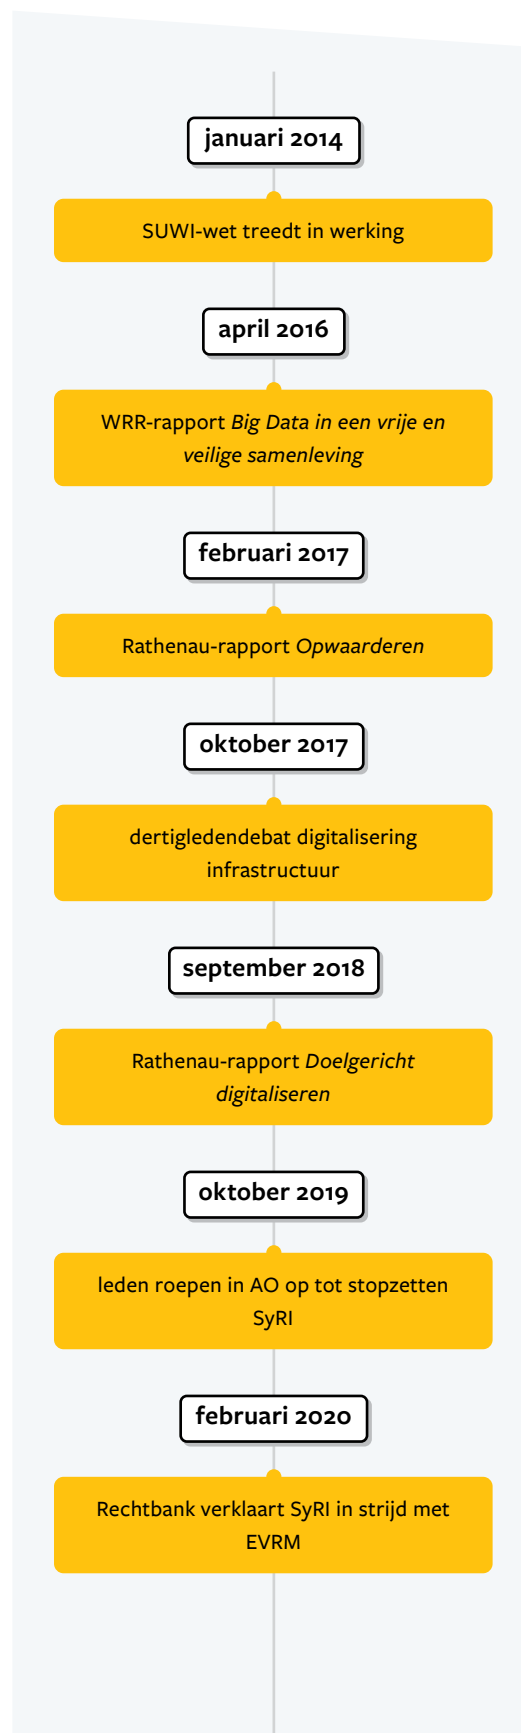 januari 2014
SUWI-wet treedt in werking
april 2016
WRR-rapport Big Data in een vrije en
veilige samenleving
februari 2017
Rathenau-rapport Opwaarderen
oktober 2017
dertigledendebat digitalisering
infrastructuur
september 2018
Rathenau-rapport Doelgericht
digitaliseren
oktober 2019
leden roepen in AO op tot stopzetten
SyRI
februari 2020
Rechtbank verklaart SyRI in strijd met
EVRM